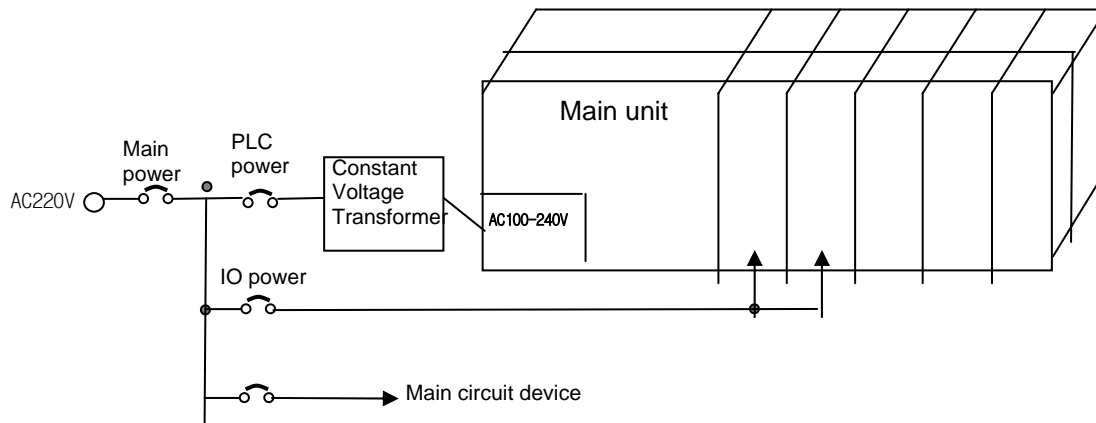 Main unit
Main
power
PLC
power
Constant
Voltage
Transformer
AC220V
AC100-240V
IO power
Main circuit device